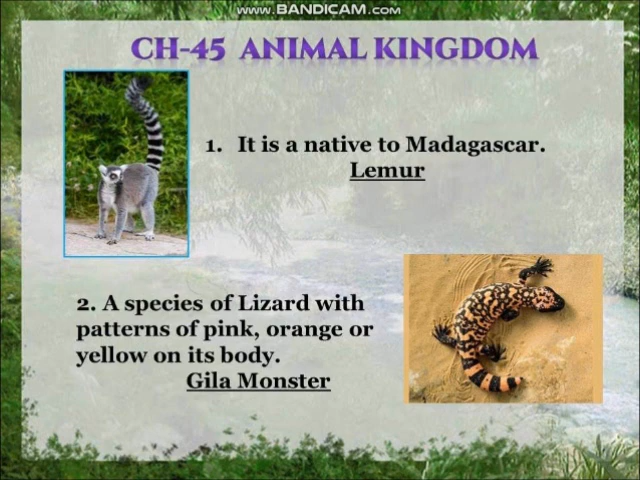 www.BANDICAM.com
CH-45 ANIMAL KINGDOM
1. It is a native to Madagascar.
Lemur
2. A species of Lizard with
patterns of pink, orange or
yellow on its body.
Gila Monster